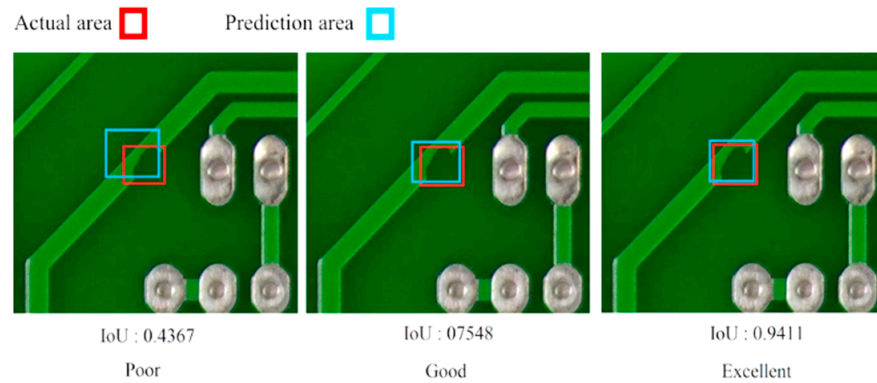 Actual area Prediction area
IoU : 0.4367 IoU : 07548 IoU : 0.9411
Poor Good Excellent